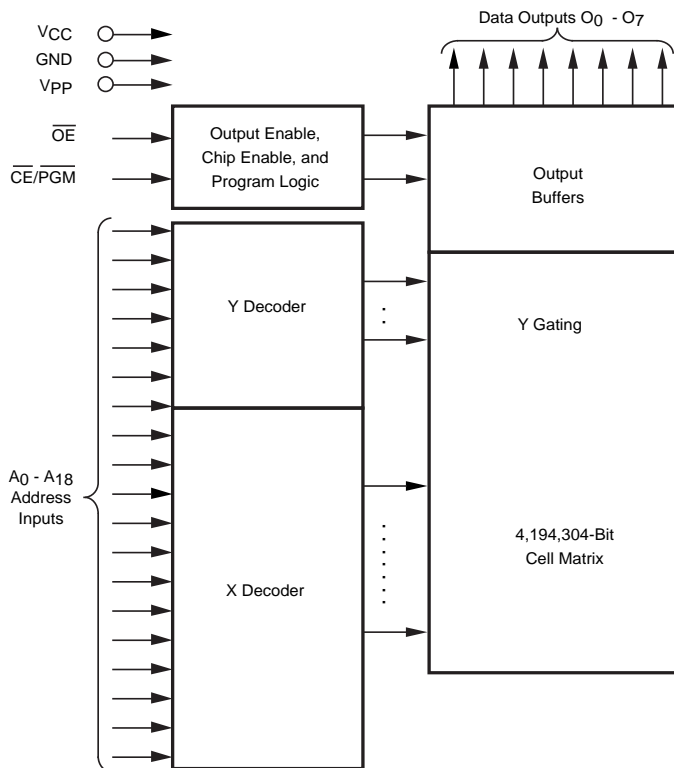 VCC
GND
VPP
OE
CE/PGM
Output Enable,
Chip Enable, and
Program Logic
Data Outputs O0 - O7
Output
Buffers
Y Decoder
Y Gating
A0 - A18
Address
Inputs
X Decoder
4,194,304-Bit
Cell Matrix